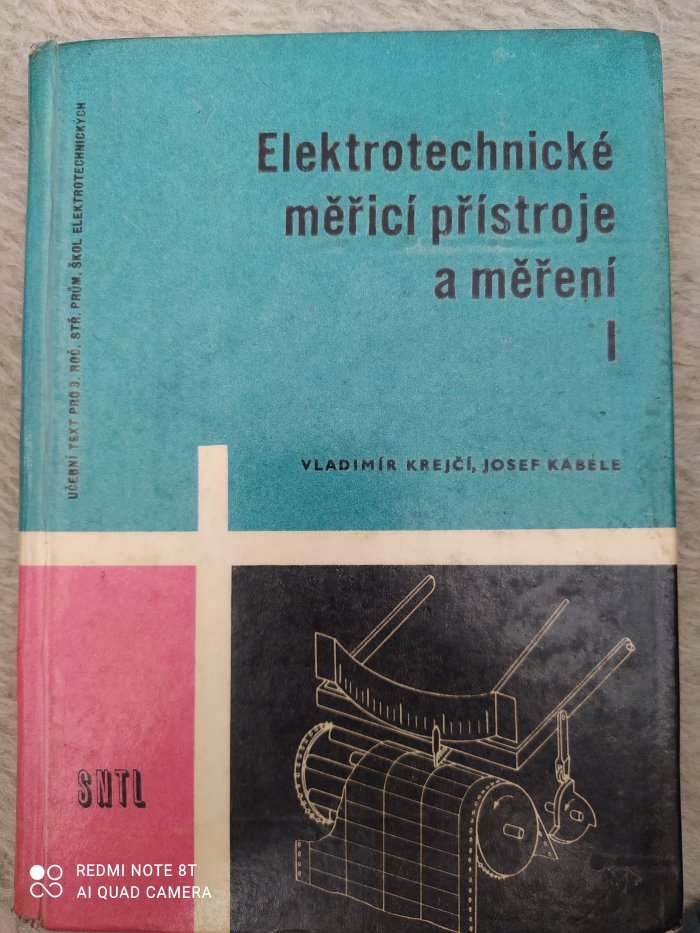 Elektrotechnické
měřicí přístroje
a měření
I
VLADIMÍR KREJČÍ, JOSEF KABELE
UČEBNÍ TEXT PRO 3. ROČ. STŘ. PRŮM. ŠKOL ELEKTROTECHNICKÝCH
SNTL
REDMI NOTE 8T
AI QUAD CAMERA